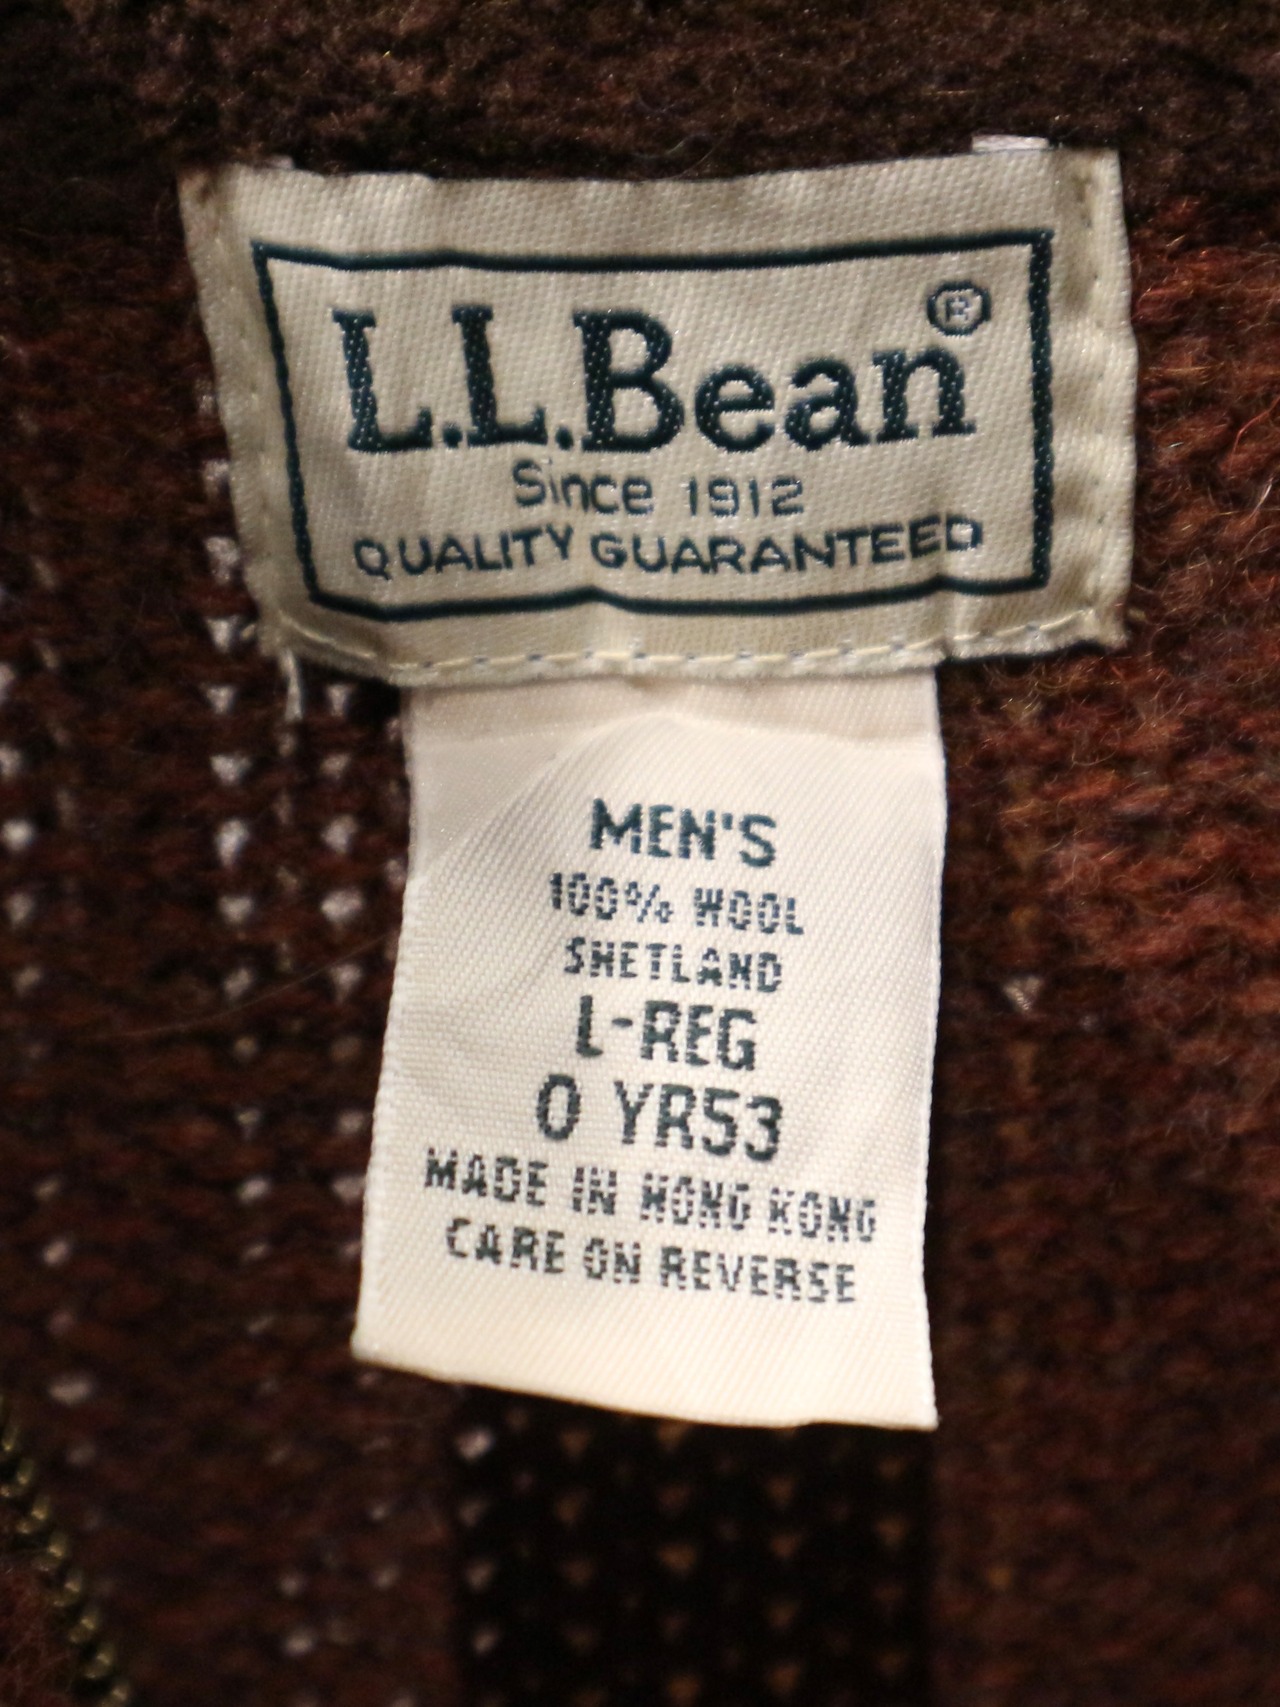 L.L.Bean®
Since 1912
QUALITY GUARANTEED
MEN'S
100% WOOL
SHETLAND
L-REG
0 YR53
MADE IN HONG KONG
CARE ON REVERSE